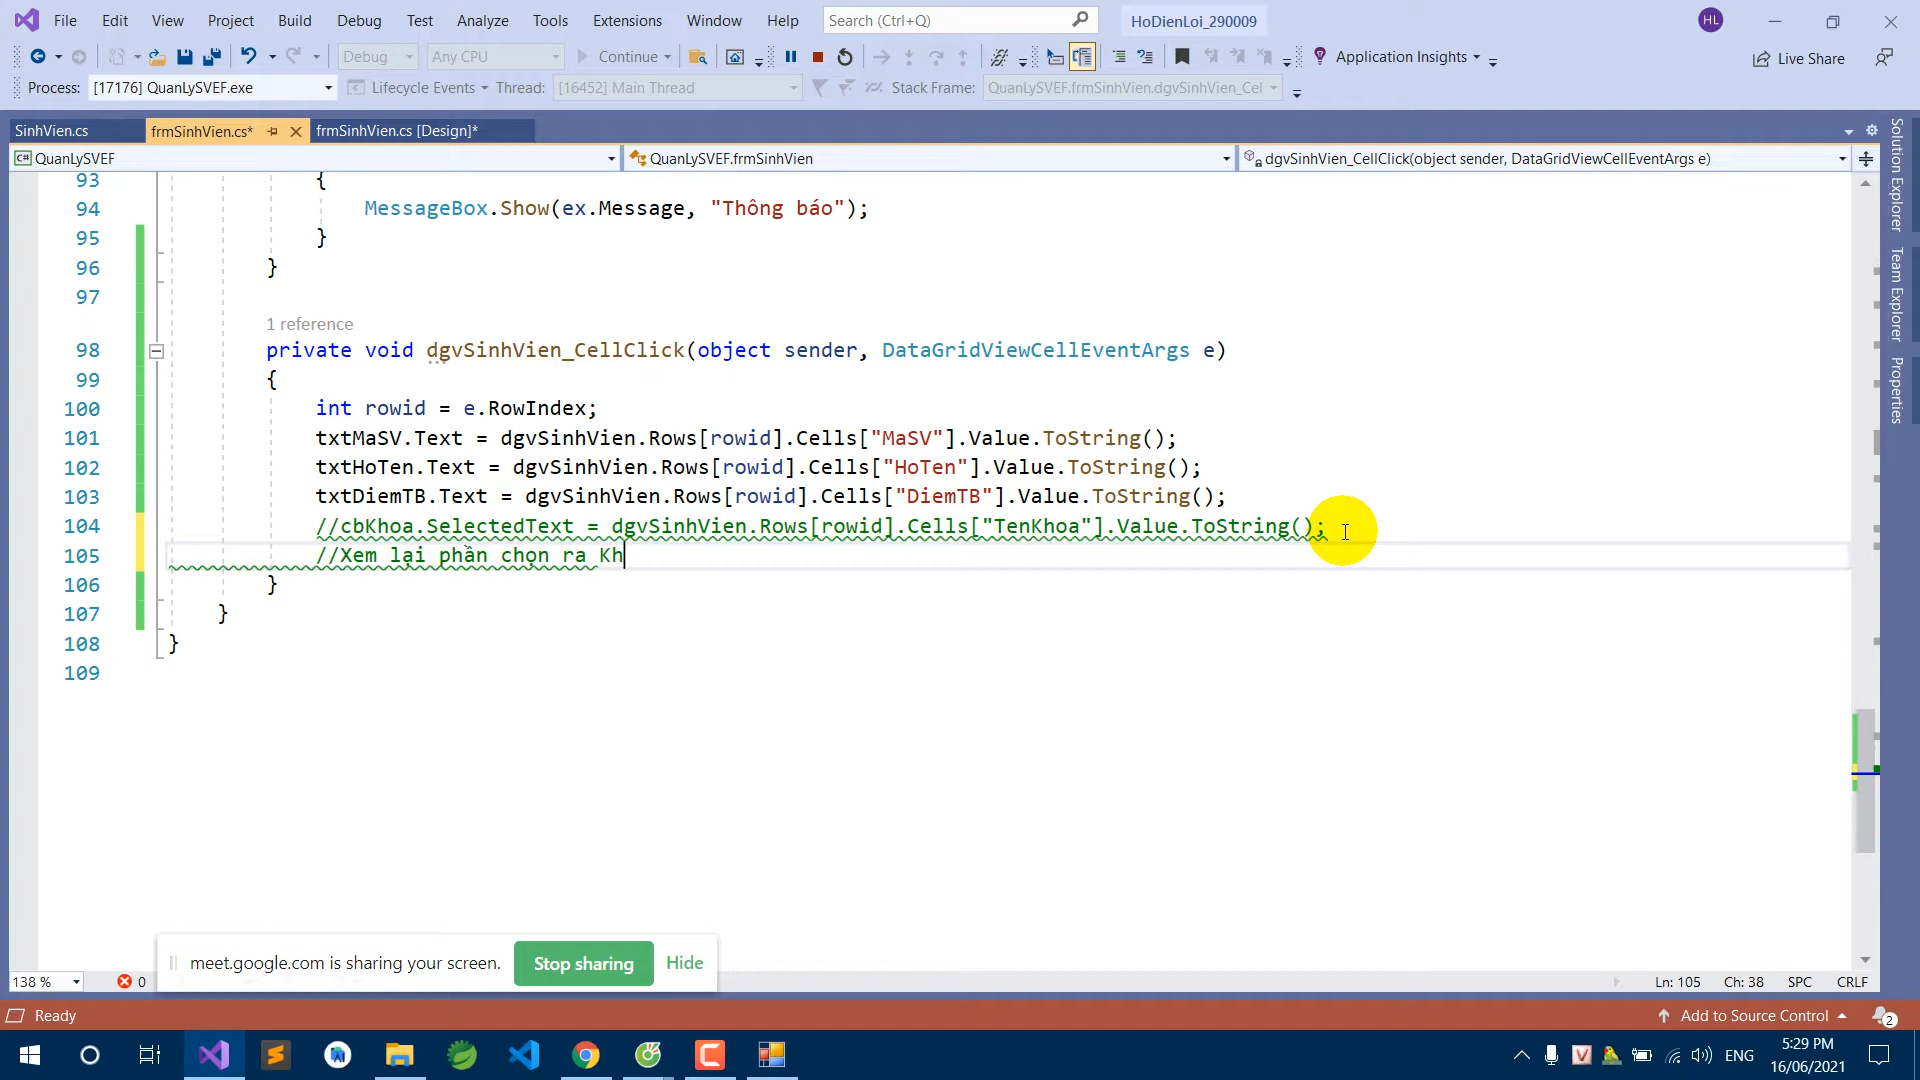 File Edit View Project Build Debug Test Analyze Tools Extensions Window Help Search (Ctrl+Q) HoDienLoi_290009 HL
Debug Any CPU Continue Application Insights Live Share
Process: [17176] QuanLySVEF.exe Lifecycle Events Thread: [16452] Main Thread Stack Frame: QuanLySVEF.frmSinhVien.dgvSinhVien_Cel
SinhVien.cs frmSinhVien.cs* frmSinhVien.cs [Design]*
C# QuanLySVEF QuanLySVEF.frmSinhVien dgvSinhVien_CellClick(object sender, DataGridViewCellEventArgs e)
Solution Explorer
Team Explorer
Properties
93 {
94 MessageBox.Show(ex.Message, "Thông báo");
95 }
96 }
97
1 reference
98 private void dgvSinhVien_CellClick(object sender, DataGridViewCellEventArgs e)
99 {
100 int rowid = e.RowIndex;
101 txtMaSV.Text = dgvSinhVien.Rows[rowid].Cells["MaSV"].Value.ToString();
102 txtHoTen.Text = dgvSinhVien.Rows[rowid].Cells["HoTen"].Value.ToString();
103 txtDiemTB.Text = dgvSinhVien.Rows[rowid].Cells["DiemTB"].Value.ToString();
104 //cbKhoa.SelectedText = dgvSinhVien.Rows[rowid].Cells["TenKhoa"].Value.ToString();
105 //Xem lại phần chọn ra Kh
106 }
107 }
108 }
109
meet.google.com is sharing your screen. Stop sharing Hide
138 % 0 Ln: 105 Ch: 38 SPC CRLF
Ready Add to Source Control 2
V ENG 5:29 PM
16/06/2021